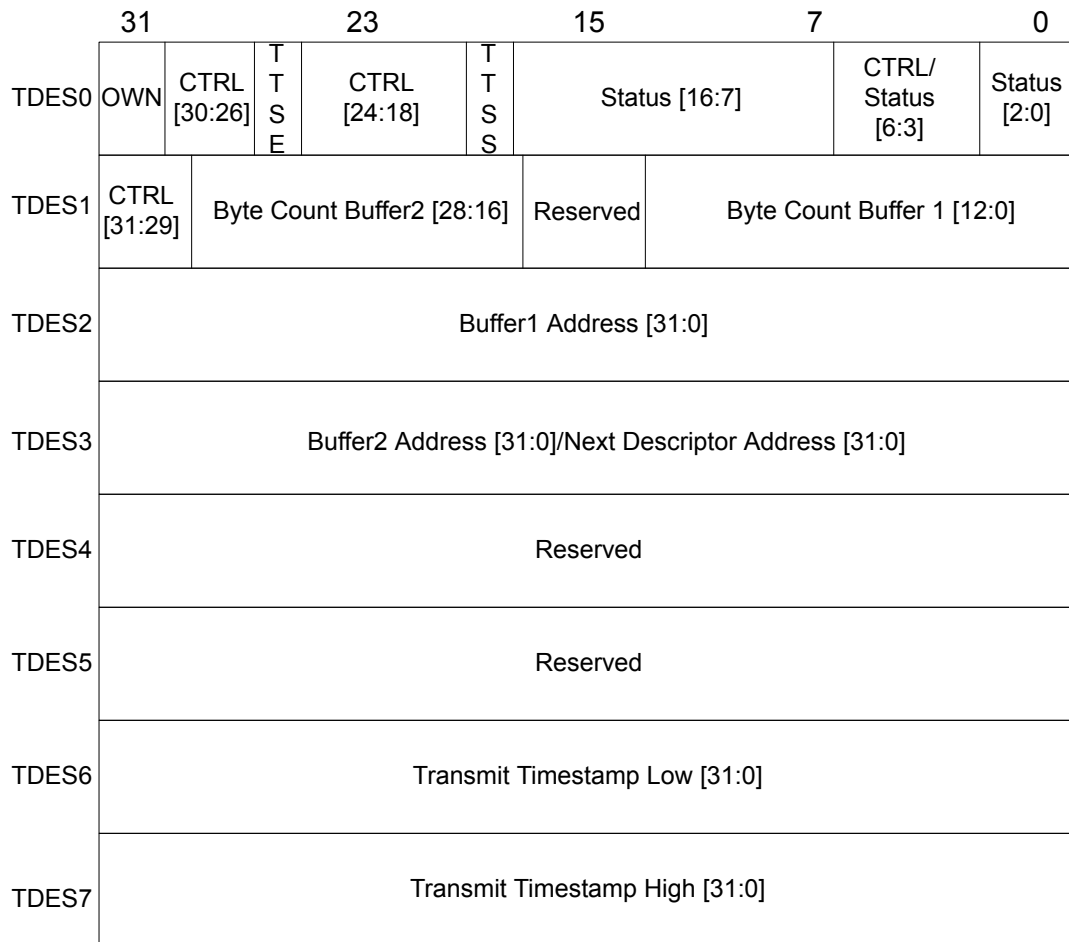 31 23 15 7 0
TDES0 OWN CTRL [30:26] TTSE CTRL [24:18] TTSS Status [16:7] CTRL/ Status [6:3] Status [2:0]
TDES1 CTRL [31:29] Byte Count Buffer2 [28:16] Reserved Byte Count Buffer 1 [12:0]
TDES2 Buffer1 Address [31:0]
TDES3 Buffer2 Address [31:0]/Next Descriptor Address [31:0]
TDES4 Reserved
TDES5 Reserved
TDES6 Transmit Timestamp Low [31:0]
TDES7 Transmit Timestamp High [31:0]